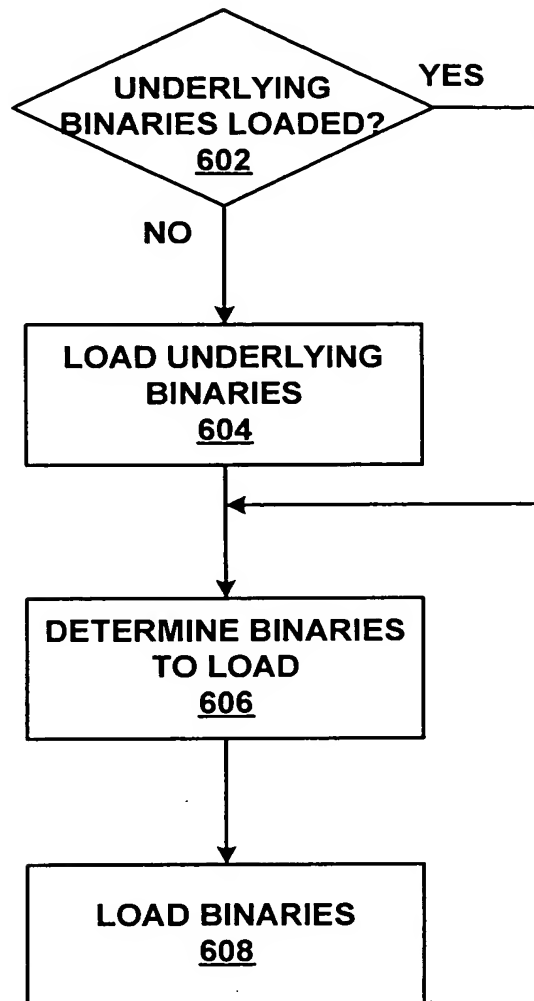 UNDERLYING
BINARIES LOADED?
602
YES
NO
LOAD UNDERLYING
BINARIES
604
DETERMINE BINARIES
TO LOAD
606
LOAD BINARIES
608